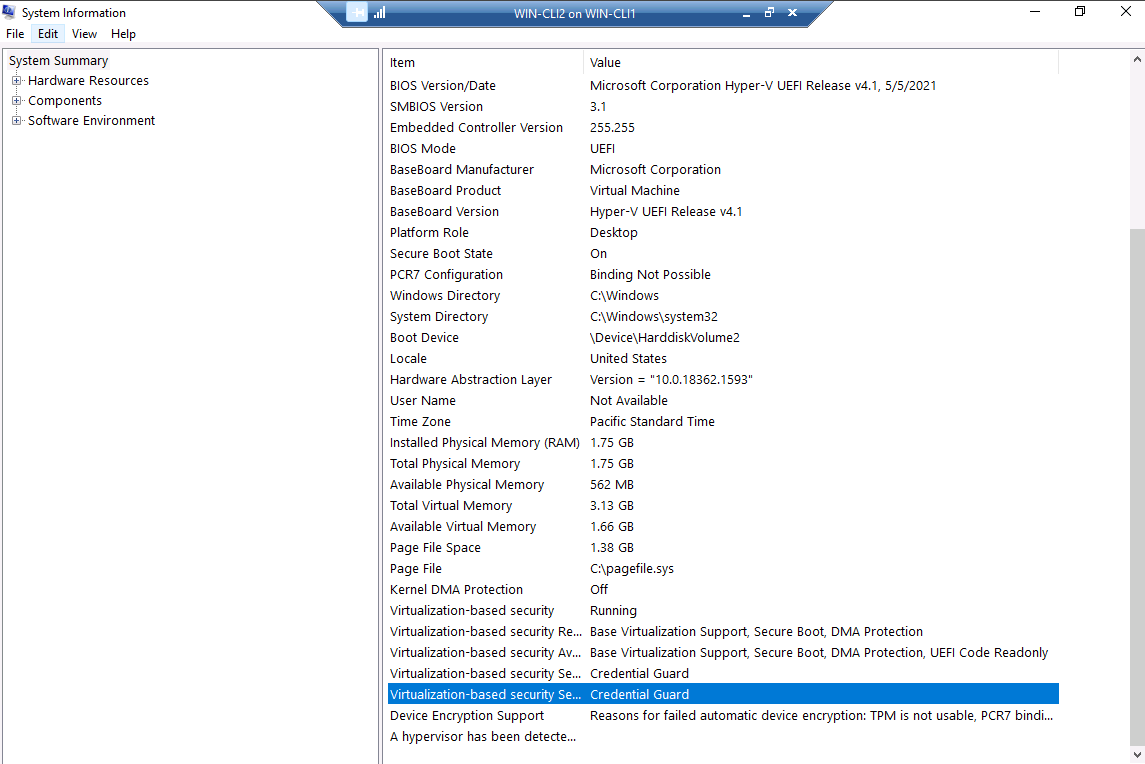 System Information
WIN-CLI2 on WIN-CLI1
File Edit View Help
System Summary
Hardware Resources
Components
Software Environment
Item Value
BIOS Version/Date Microsoft Corporation Hyper-V UEFI Release v4.1, 5/5/2021
SMBIOS Version 3.1
Embedded Controller Version 255.255
BIOS Mode UEFI
BaseBoard Manufacturer Microsoft Corporation
BaseBoard Product Virtual Machine
BaseBoard Version Hyper-V UEFI Release v4.1
Platform Role Desktop
Secure Boot State On
PCR7 Configuration Binding Not Possible
Windows Directory C:\Windows
System Directory C:\Windows\system32
Boot Device \Device\HarddiskVolume2
Locale United States
Hardware Abstraction Layer Version = "10.0.18362.1593"
User Name Not Available
Time Zone Pacific Standard Time
Installed Physical Memory (RAM) 1.75 GB
Total Physical Memory 1.75 GB
Available Physical Memory 562 MB
Total Virtual Memory 3.13 GB
Available Virtual Memory 1.66 GB
Page File Space 1.38 GB
Page File C:\pagefile.sys
Kernel DMA Protection Off
Virtualization-based security Running
Virtualization-based security Re... Base Virtualization Support, Secure Boot, DMA Protection
Virtualization-based security Av... Base Virtualization Support, Secure Boot, DMA Protection, UEFI Code Readonly
Virtualization-based security Se... Credential Guard
Virtualization-based security Se... Credential Guard
Device Encryption Support Reasons for failed automatic device encryption: TPM is not usable, PCR7 bindi...
A hypervisor has been detecte...